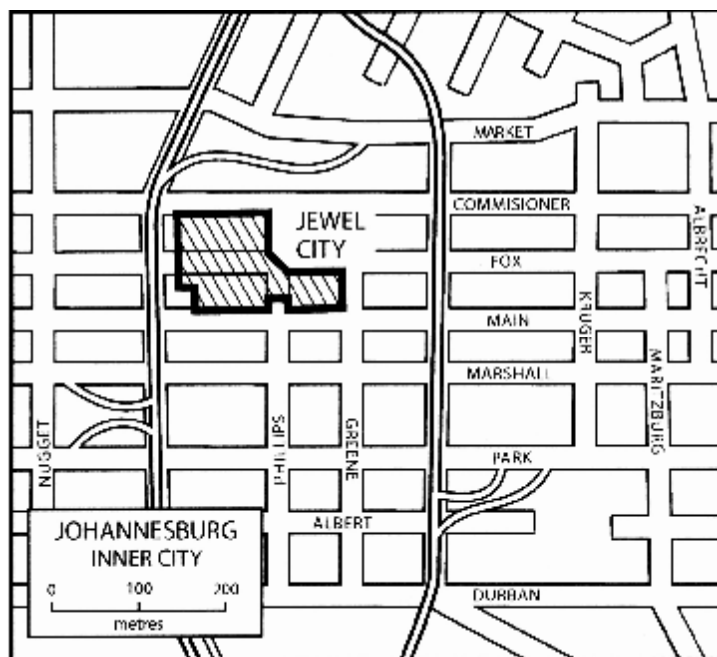 MARKET
COMMISIONER
JEWEL
CITY
ALBRECHT
FOX
MAIN
KRUGER
MARITZBURG
MARSHALL
NUGGET
PHILLIPS
GREENE
PARK
ALBERT
DURBAN
JOHANNESBURG
INNER CITY
0 100 200
metres